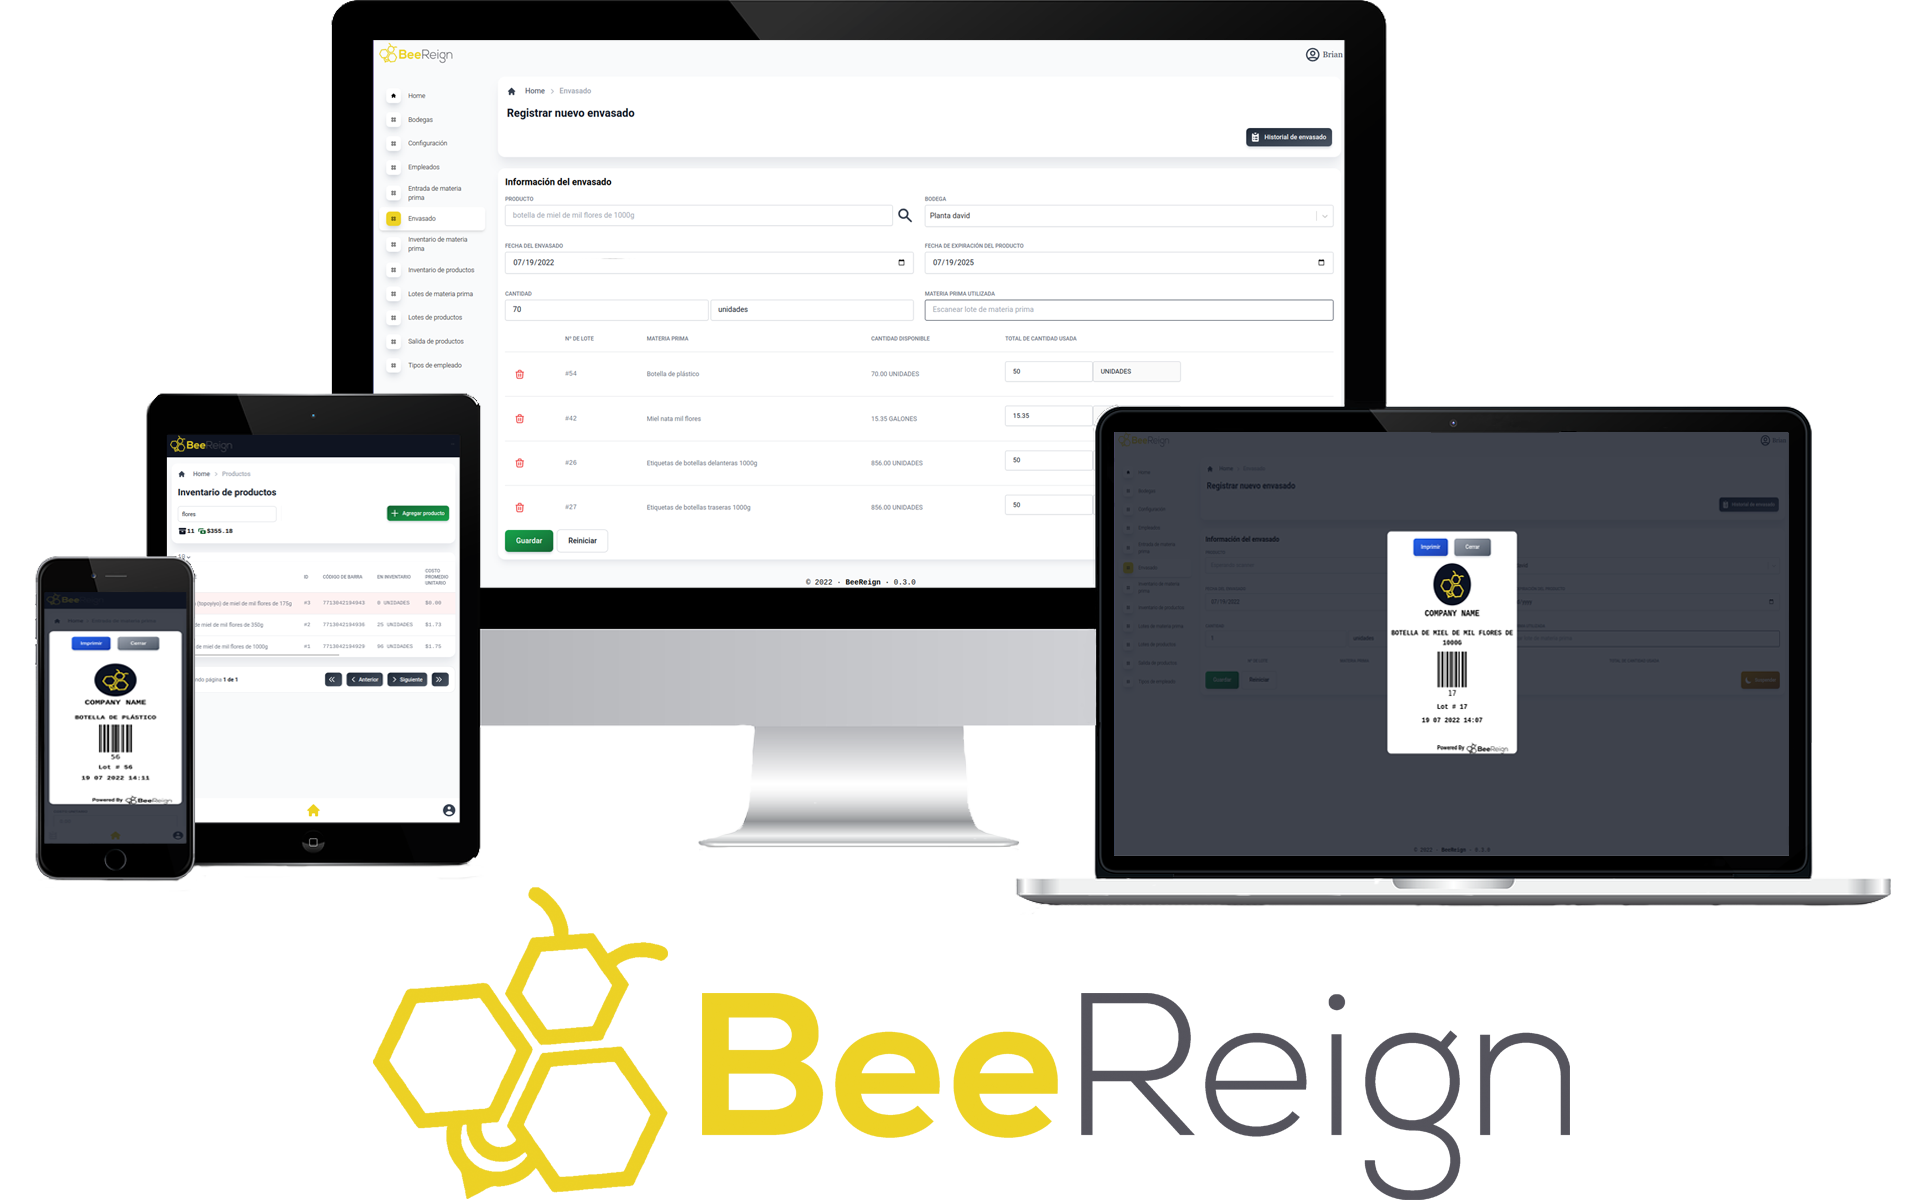 BeeReign
Brian
Home
Bodegas
Configuración
Empleados
Entrada de materia
prima
Envasado
Inventario de materia
prima
Inventario de productos
Lotes de materia prima
Lotes de productos
Salida de productos
Tipos de empleado
Home > Envasado
Registrar nuevo envasado
Historial de envasado
Información del envasado
PRODUCTO
botella de miel de mil flores de 1000g
BODEGA
Planta david
FECHA DEL ENVASADO
07/19/2022
FECHA DE EXPIRACIÓN DEL PRODUCTO
07/19/2025
CANTIDAD
70
unidades
MATERIA PRIMA UTILIZADA
Escanear lote de materia prima
Nº DE LOTE MATERIA PRIMA CANTIDAD DISPONIBLE TOTAL DE CANTIDAD USADA
#54 Botella de plástico 70.00 UNIDADES 50 UNIDADES
#42 Miel nata mil flores 15.35 GALONES 15.35
#26 Etiquetas de botellas delanteras 1000g 856.00 UNIDADES 50
#27 Etiquetas de botellas traseras 1000g 856.00 UNIDADES 50
Guardar Reiniciar
© 2022 · BeeReign · 0.3.0
BeeReign
Home > Productos
Inventario de productos
flores
Agregar producto
11 $355.18
10
ID CÓDIGO DE BARRA EN INVENTARIO COSTO
PROMEDIO
UNITARIO
(topoyiyo) de miel de mil flores de 175g #3 7713042194943 0 UNIDADES $0.00
de miel de mil flores de 350g #2 7713042194936 25 UNIDADES $1.73
de miel de mil flores de 1000g #1 7713042194929 96 UNIDADES $1.75
página 1 de 1
Anterior Siguiente
Imprimir Cerrar
COMPANY NAME
BOTELLA DE PLÁSTICO
56
Lot # 56
19 07 2022 14:11
Powered By BeeReign
BeeReign
Brian
Registrar nuevo envasado
Guardar Reiniciar
Imprimir Cerrar
COMPANY NAME
BOTELLA DE MIEL DE MIL FLORES DE
1000G
17
Lot # 17
19 07 2022 14:07
Powered By BeeReign
© 2022 · BeeReign · 0.3.0
BeeReign